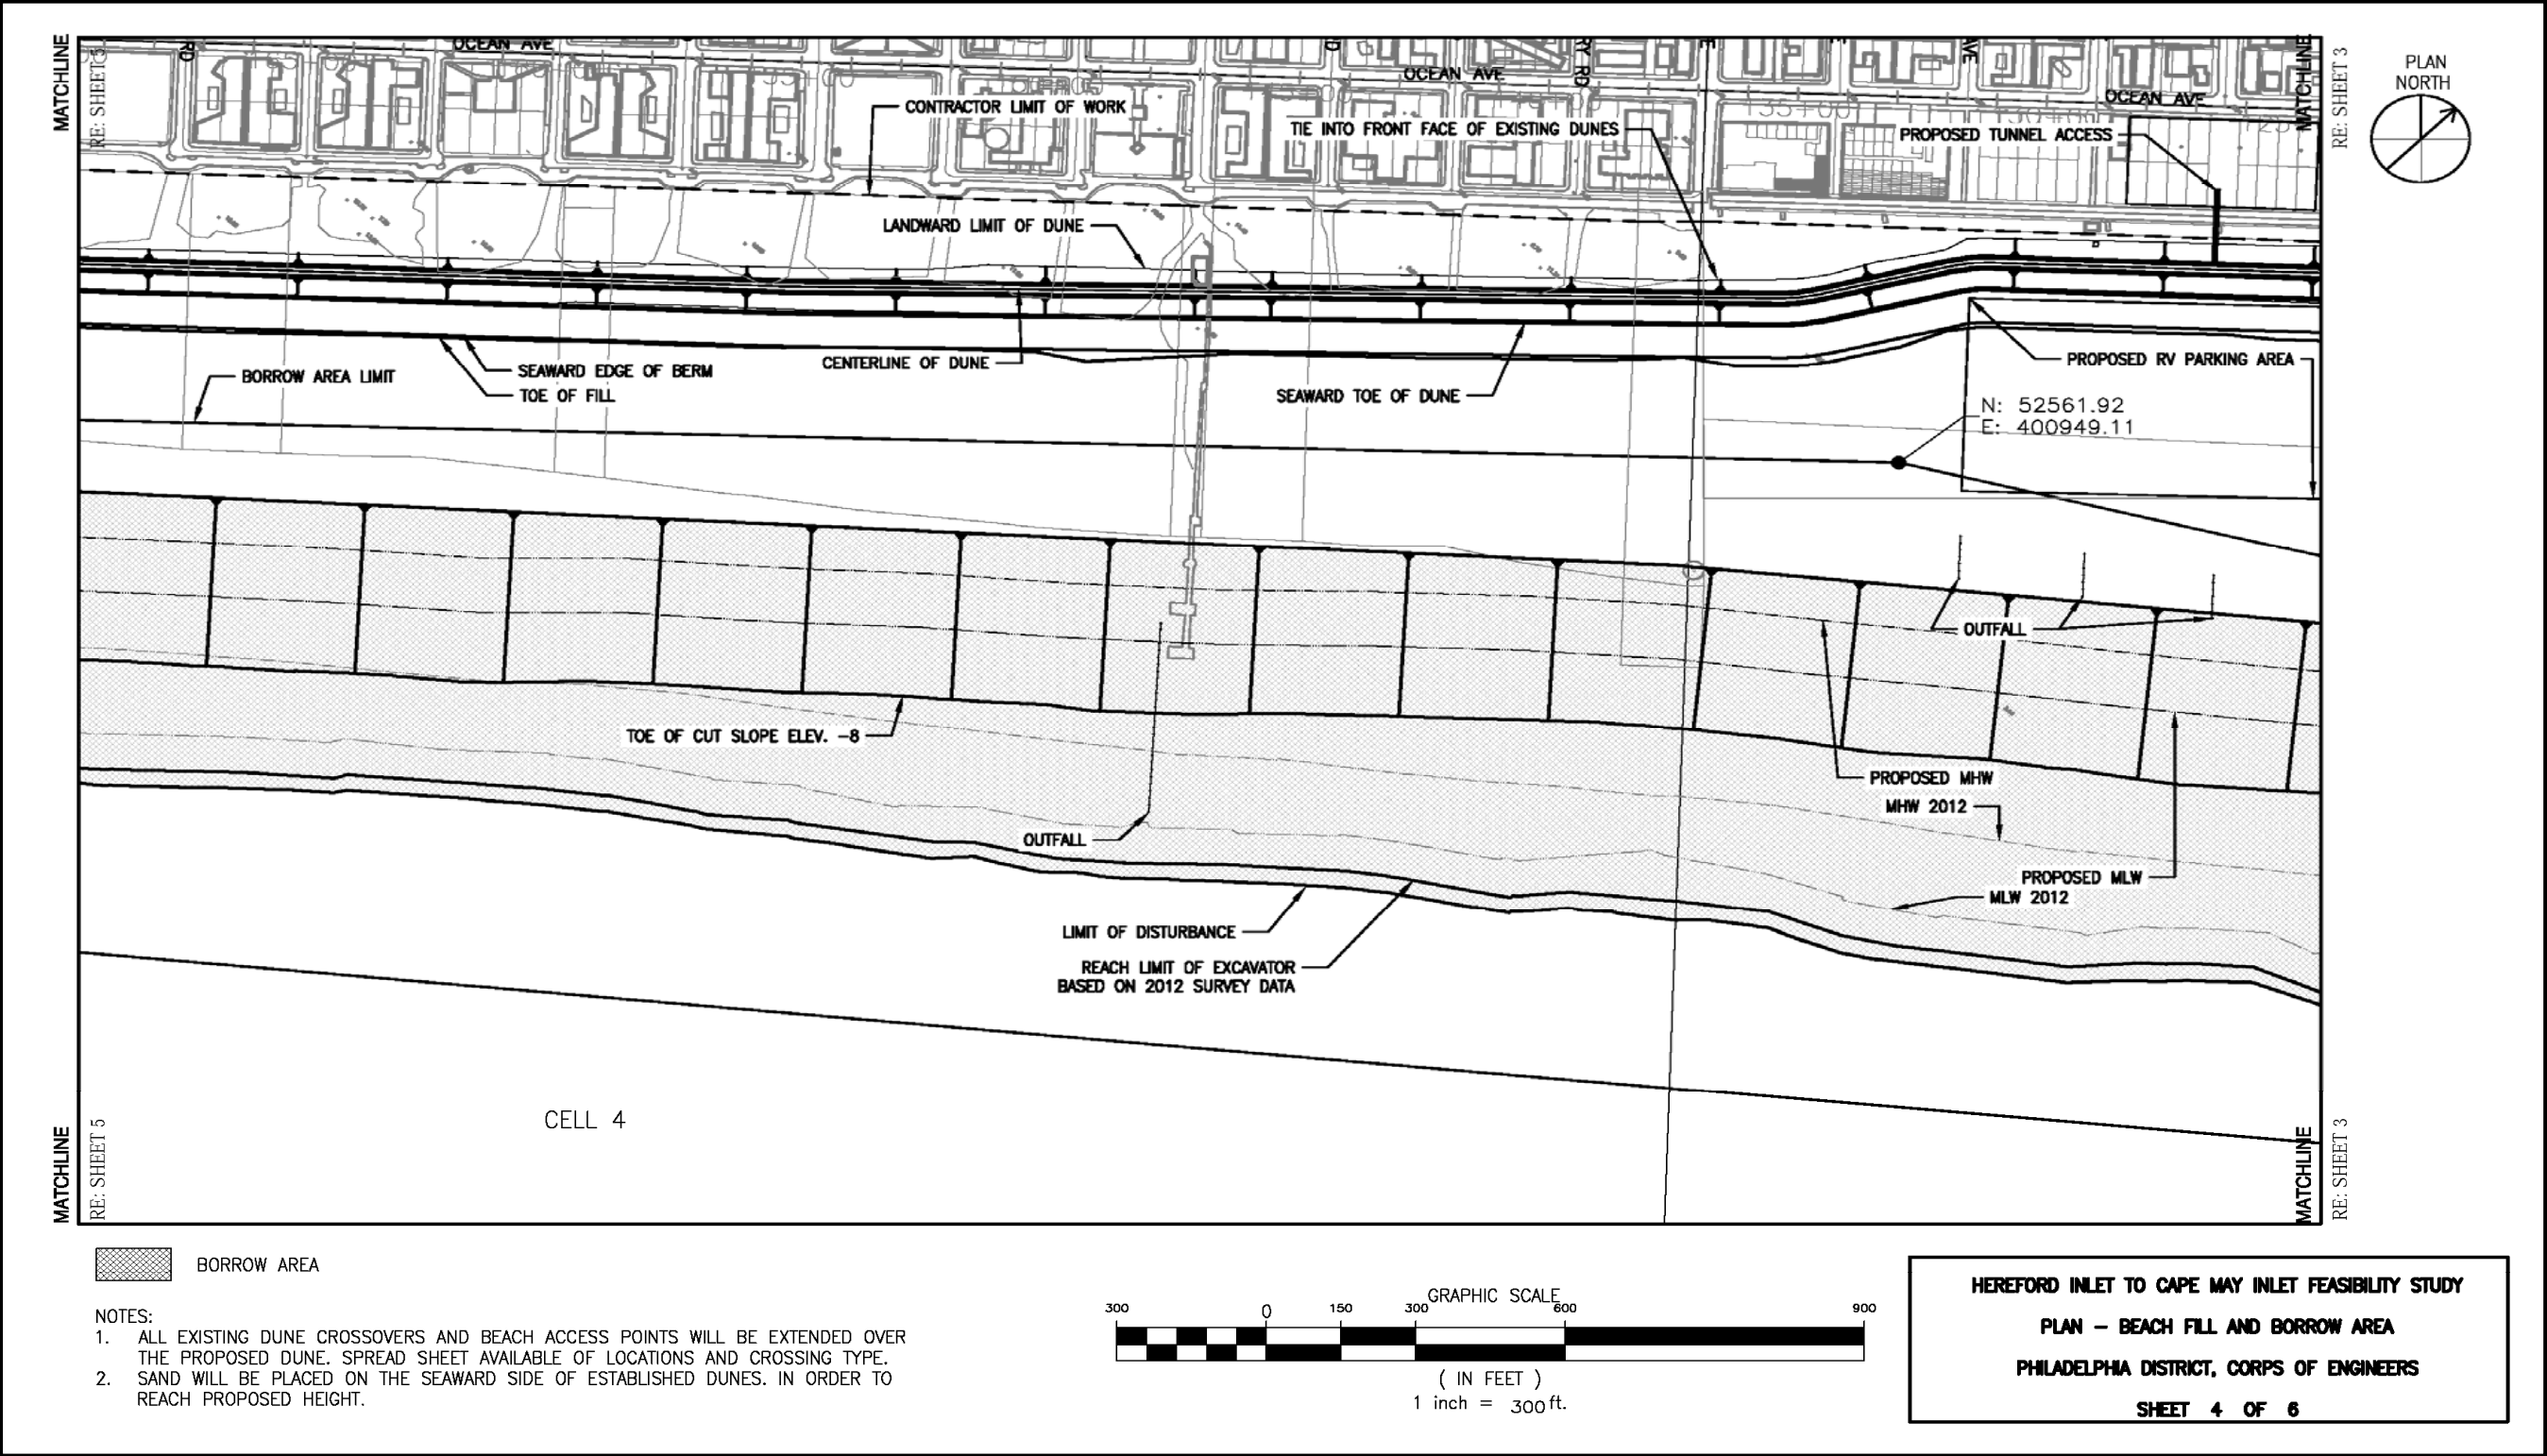 MATCHLINE
RE: SHEET 5
RD
OCEAN AVE
RD
OCEAN AVE
RY RD
E
AVE
OCEAN AVE
MATCHLINE
RE: SHEET 3
PLAN
NORTH
CONTRACTOR LIMIT OF WORK
TIE INTO FRONT FACE OF EXISTING DUNES
35+00
PROPOSED TUNNEL ACCESS
LANDWARD LIMIT OF DUNE
SEAWARD EDGE OF BERM
TOE OF FILL
BORROW AREA LIMIT
CENTERLINE OF DUNE
SEAWARD TOE OF DUNE
PROPOSED RV PARKING AREA
N: 52561.92
E: 400949.11
OUTFALL
TOE OF CUT SLOPE ELEV. -8
OUTFALL
PROPOSED MHW
MHW 2012
PROPOSED MLW
MLW 2012
LIMIT OF DISTURBANCE
REACH LIMIT OF EXCAVATOR
BASED ON 2012 SURVEY DATA
CELL 4
MATCHLINE
RE: SHEET 5
MATCHLINE
RE: SHEET 3
BORROW AREA
NOTES:
1. ALL EXISTING DUNE CROSSOVERS AND BEACH ACCESS POINTS WILL BE EXTENDED OVER
THE PROPOSED DUNE. SPREAD SHEET AVAILABLE OF LOCATIONS AND CROSSING TYPE.
2. SAND WILL BE PLACED ON THE SEAWARD SIDE OF ESTABLISHED DUNES. IN ORDER TO
REACH PROPOSED HEIGHT.
GRAPHIC SCALE
300 0 150 300 600 900
( IN FEET )
1 inch = 300 ft.
HEREFORD INLET TO CAPE MAY INLET FEASIBILITY STUDY
PLAN - BEACH FILL AND BORROW AREA
PHILADELPHIA DISTRICT, CORPS OF ENGINEERS
SHEET 4 OF 6